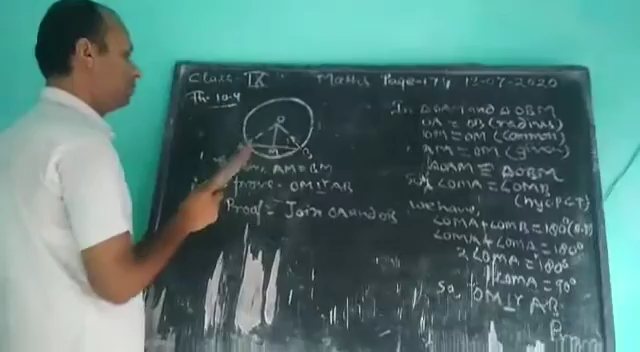 Class-IX Maths Page-174 13-07-2020
Th- 10.4
O
M B
AM = BM
prove- OM⊥AB
Proof = Join OA and OB
In ΔOAM and ΔOBM
OA = OB (radius)
OM = OM (common)
AM = BM (given)
ΔOAM ≅ ΔOBM
So, ∠OMA = ∠OMB
(by CPCT)
We have,
∠OMA + ∠OMB = 180°
∠OMA + ∠OMA = 180°
2∠OMA = 180°
∠OMA = 90°
So, OM⊥AB